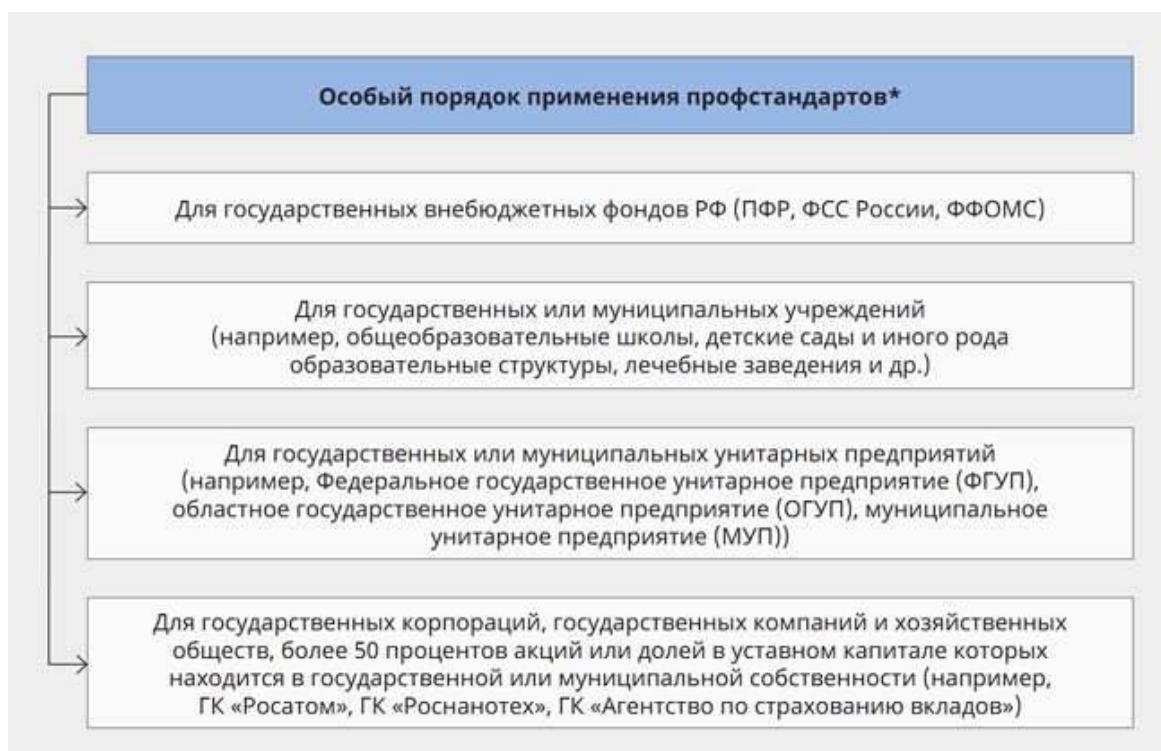 Особый порядок применения профстандартов*
Для государственных внебюджетных фондов РФ (ПФР, ФСС России, ФФОМС)
Для государственных или муниципальных учреждений
(например, общеобразовательные школы, детские сады и иного рода
образовательные структуры, лечебные заведения и др.)
Для государственных или муниципальных унитарных предприятий
(например, Федеральное государственное унитарное предприятие (ФГУП),
областное государственное унитарное предприятие (ОГУП), муниципальное
унитарное предприятие (МУП))
Для государственных корпораций, государственных компаний и хозяйственных
обществ, более 50 процентов акций или долей в уставном капитале которых
находится в государственной или муниципальной собственности (например,
ГК «Росатом», ГК «Роснанотех», ГК «Агентство по страхованию вкладов»)